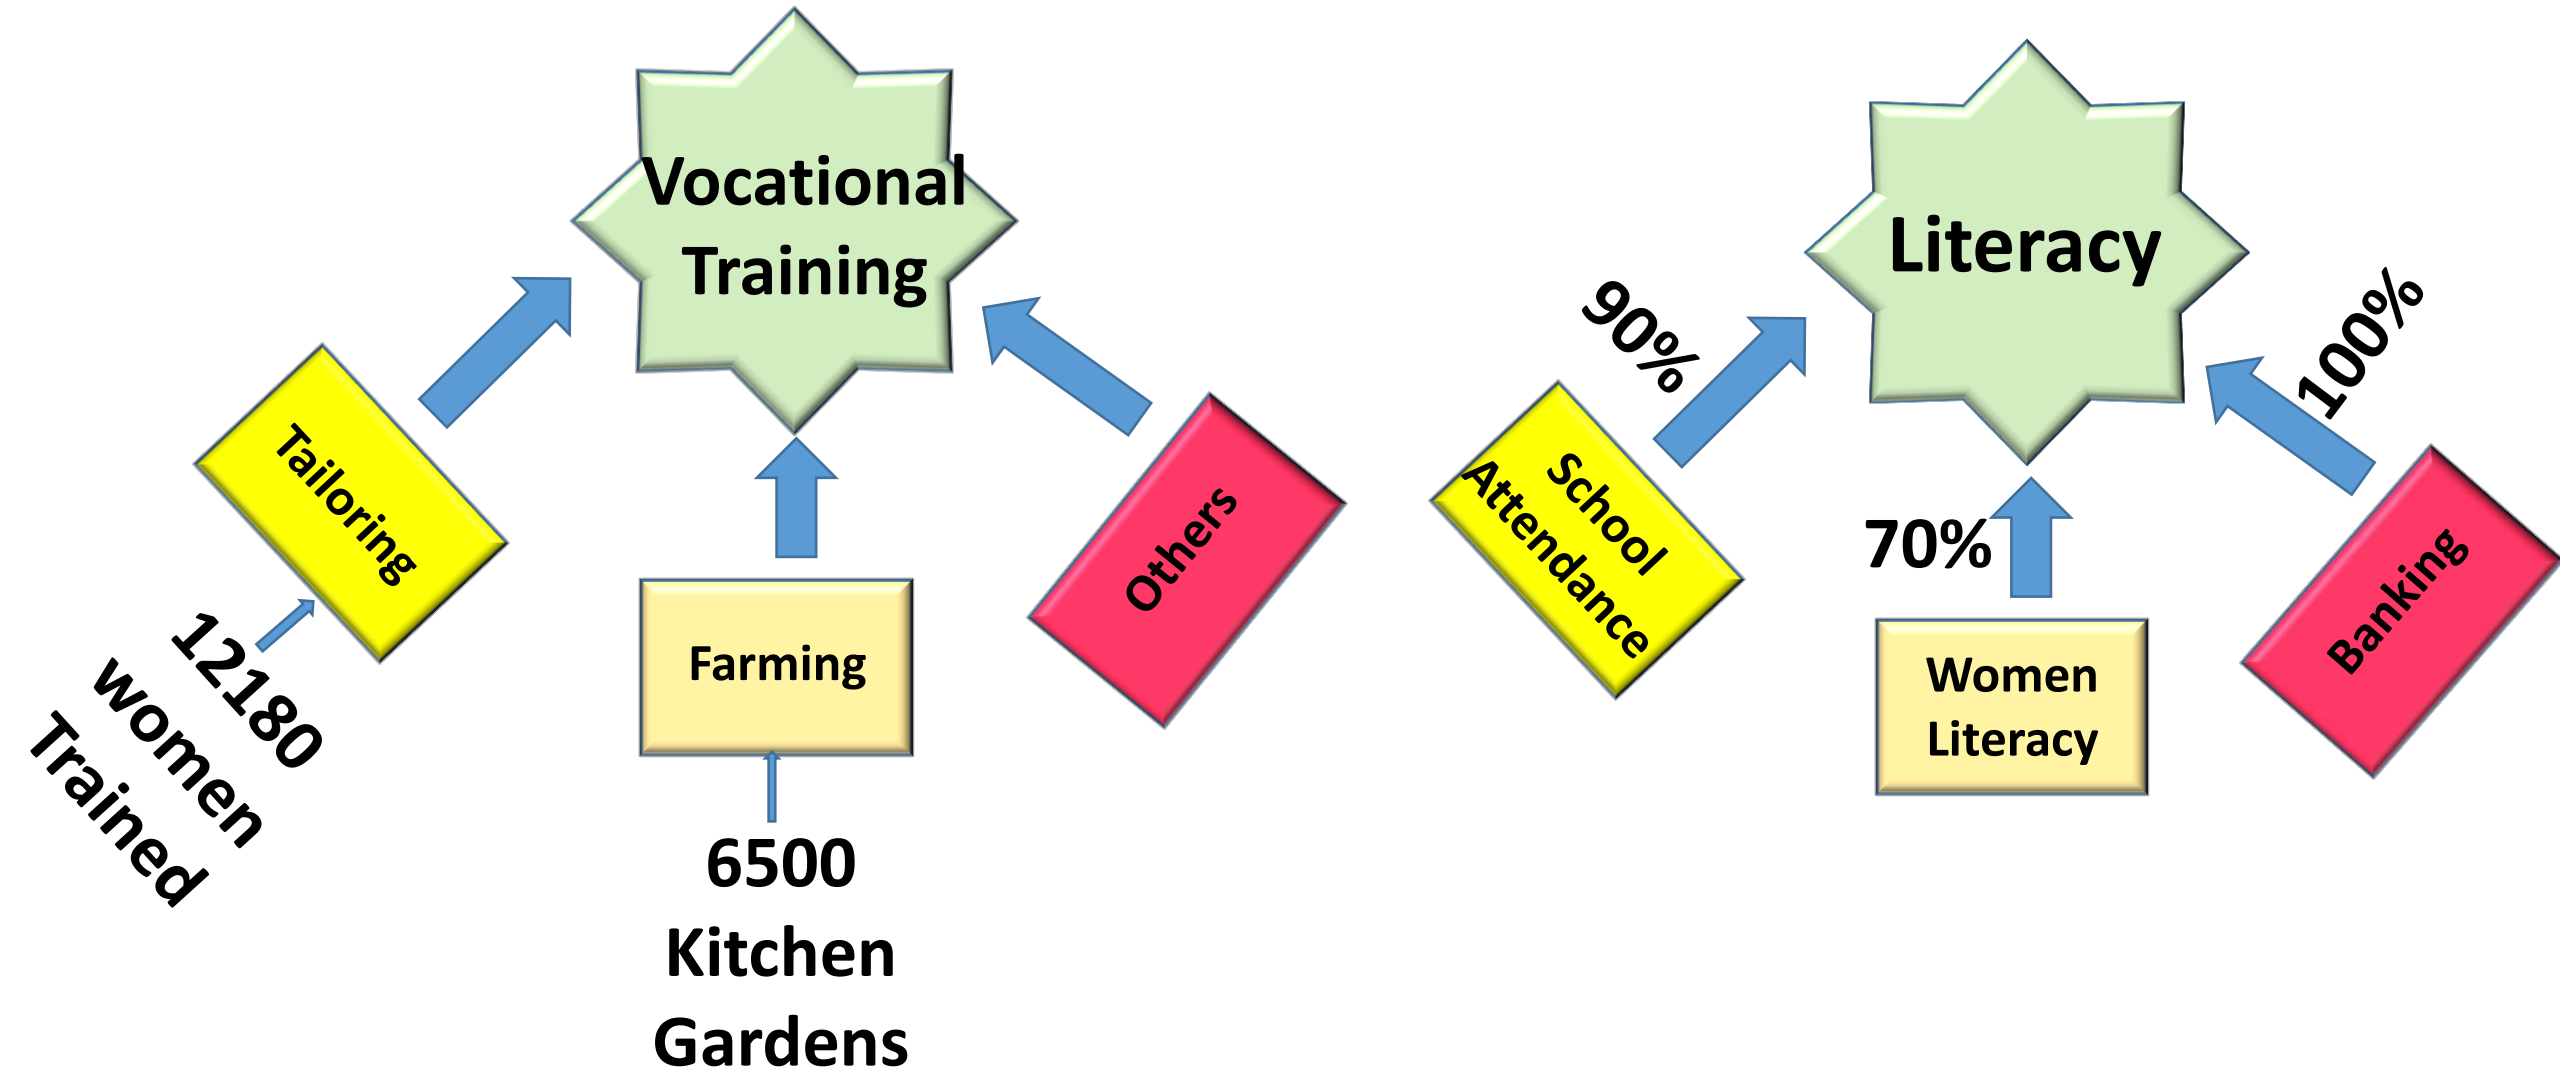 Vocational
Training
Tailoring
12180
women
Trained
Farming
6500
Kitchen
Gardens
Others
Literacy
90%
School
Attendance
70%
Women
Literacy
100%
Banking